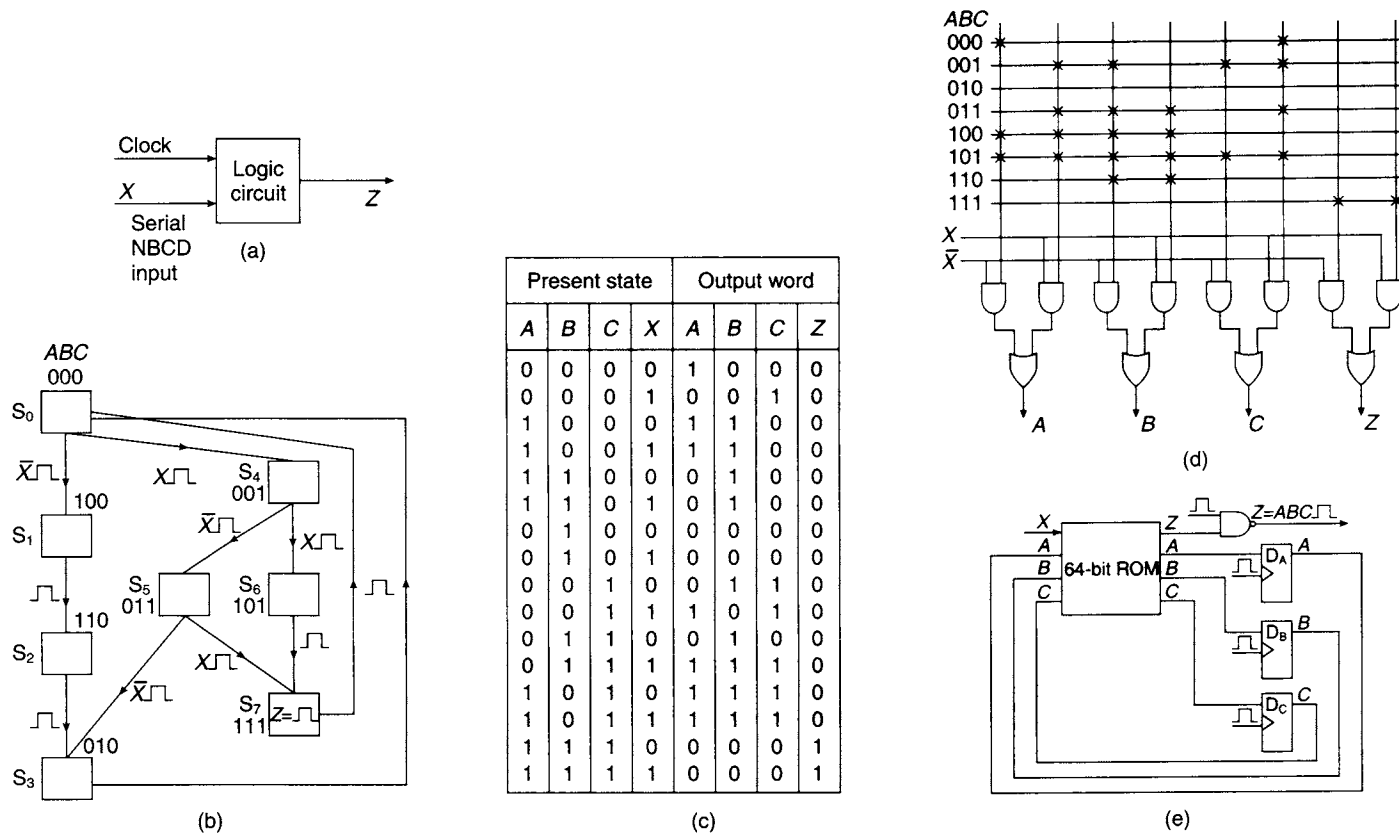 Clock
X
Serial
NBCD
input
Logic
circuit
Z
(a)
ABC
000
S0
X̅
X
100
S1
S4
001
X̅
X
S5
011
S6
101
110
S2
X
X̅
S7
111
Z=
010
S3
(b)
Present state Output word
A B C X A B C Z
0 0 0 0 1 0 0 0
0 0 0 1 0 0 1 0
1 0 0 0 1 1 0 0
1 0 0 1 1 1 0 0
1 1 0 0 0 1 0 0
1 1 0 1 0 1 0 0
0 1 0 0 0 0 0 0
0 1 0 1 0 0 0 0
0 0 1 0 0 1 1 0
0 0 1 1 1 0 1 0
0 1 1 0 0 1 0 0
0 1 1 1 1 1 1 0
1 0 1 0 1 1 1 0
1 0 1 1 1 1 1 0
1 1 1 0 0 0 0 1
1 1 1 1 0 0 0 1
(c)
ABC
000
001
010
011
100
101
110
111
X
X̅
A B C Z
(d)
X
A
B
C
64-bit ROM
Z
A
B
C
Z=ABC
DA A
DB B
DC C
(e)